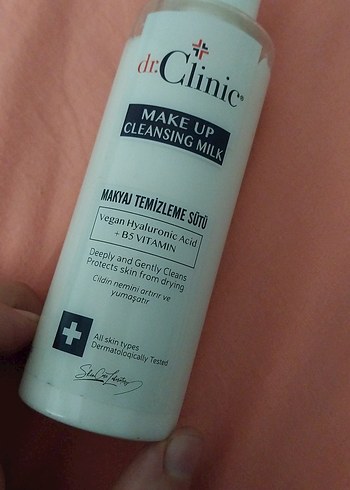 dr.Clinic®
MAKE UP
CLEANSING MILK
MAKYAJ TEMİZLEME SÜTÜ
Vegan Hyaluronic Acid
+ B5 VITAMIN
Deeply and Gently Cleans
Protects skin from drying
Cildin nemini artırır ve
yumuşatır
All skin types
Dermatologically Tested